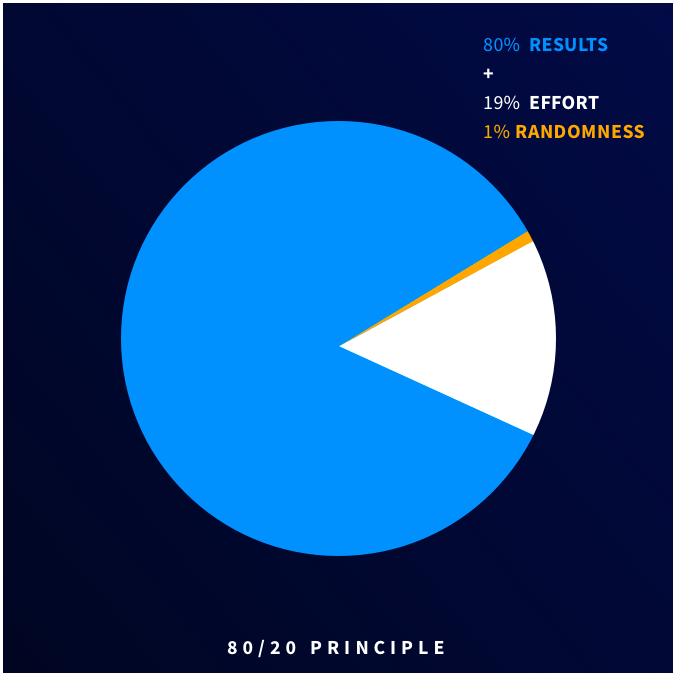 80% RESULTS
+
19% EFFORT
1% RANDOMNESS
80/20 PRINCIPLE